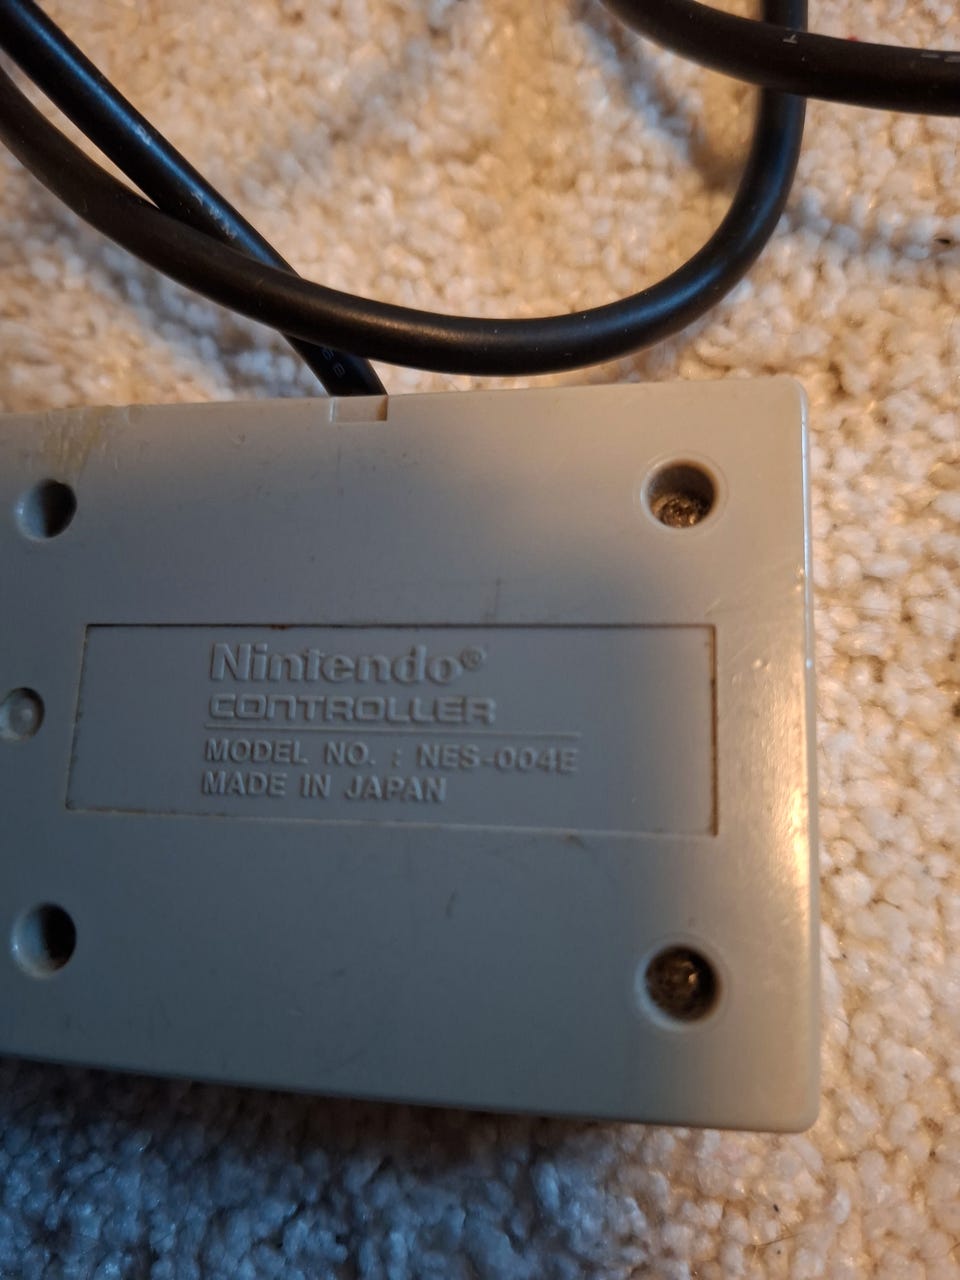 Nintendo®
CONTROLLER
MODEL NO. : NES-004E
MADE IN JAPAN